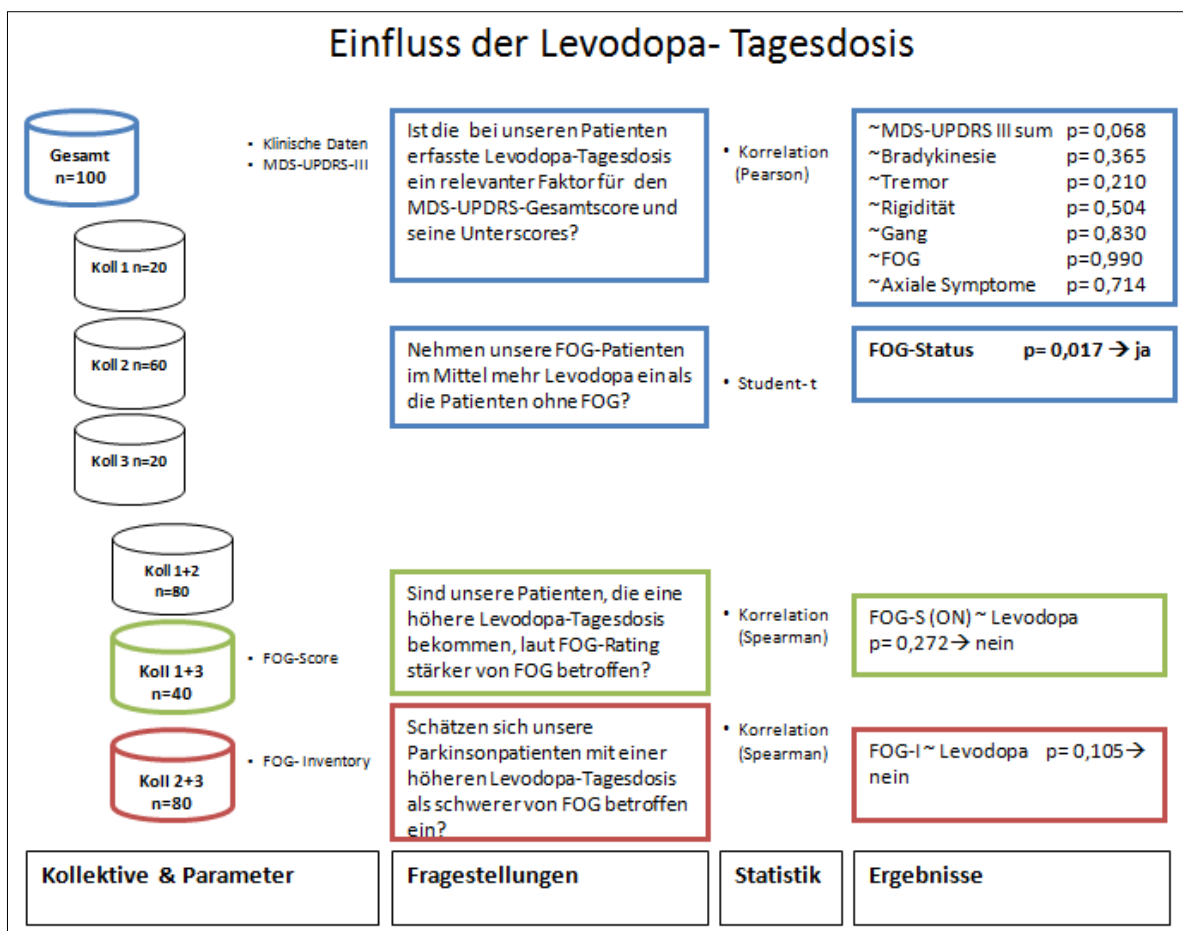 Einfluss der Levodopa- Tagesdosis
Gesamt
n=100
• Klinische Daten
• MDS-UPDRS-III
Ist die bei unseren Patienten
erfasste Levodopa-Tagesdosis
ein relevanter Faktor für den
MDS-UPDRS-Gesamtscore und
seine Unterscores?
• Korrelation
(Pearson)
~MDS-UPDRS III sum p= 0,068
~Bradykinesie p= 0,365
~Tremor p= 0,210
~Rigidität p= 0,504
~Gang p= 0,830
~FOG p=0,990
~Axiale Symptome p= 0,714
Koll 1 n=20
Koll 2 n=60
Nehmen unsere FOG-Patienten
im Mittel mehr Levodopa ein als
die Patienten ohne FOG?
• Student-t
FOG-Status p= 0,017 → ja
Koll 3 n=20
Koll 1+2
n=80
Koll 1+3
n=40
• FOG-Score
Sind unsere Patienten, die eine
höhere Levodopa-Tagesdosis
bekommen, laut FOG-Rating
stärker von FOG betroffen?
• Korrelation
(Spearman)
FOG-S (ON) ~ Levodopa
p= 0,272→ nein
Koll 2+3
n=80
• FOG- Inventory
Schätzen sich unsere
Parkinsonpatienten mit einer
höheren Levodopa-Tagesdosis
als schwerer von FOG betroffen
ein?
• Korrelation
(Spearman)
FOG-I ~ Levodopa p= 0,105→
nein
Kollektive & Parameter
Fragestellungen
Statistik
Ergebnisse